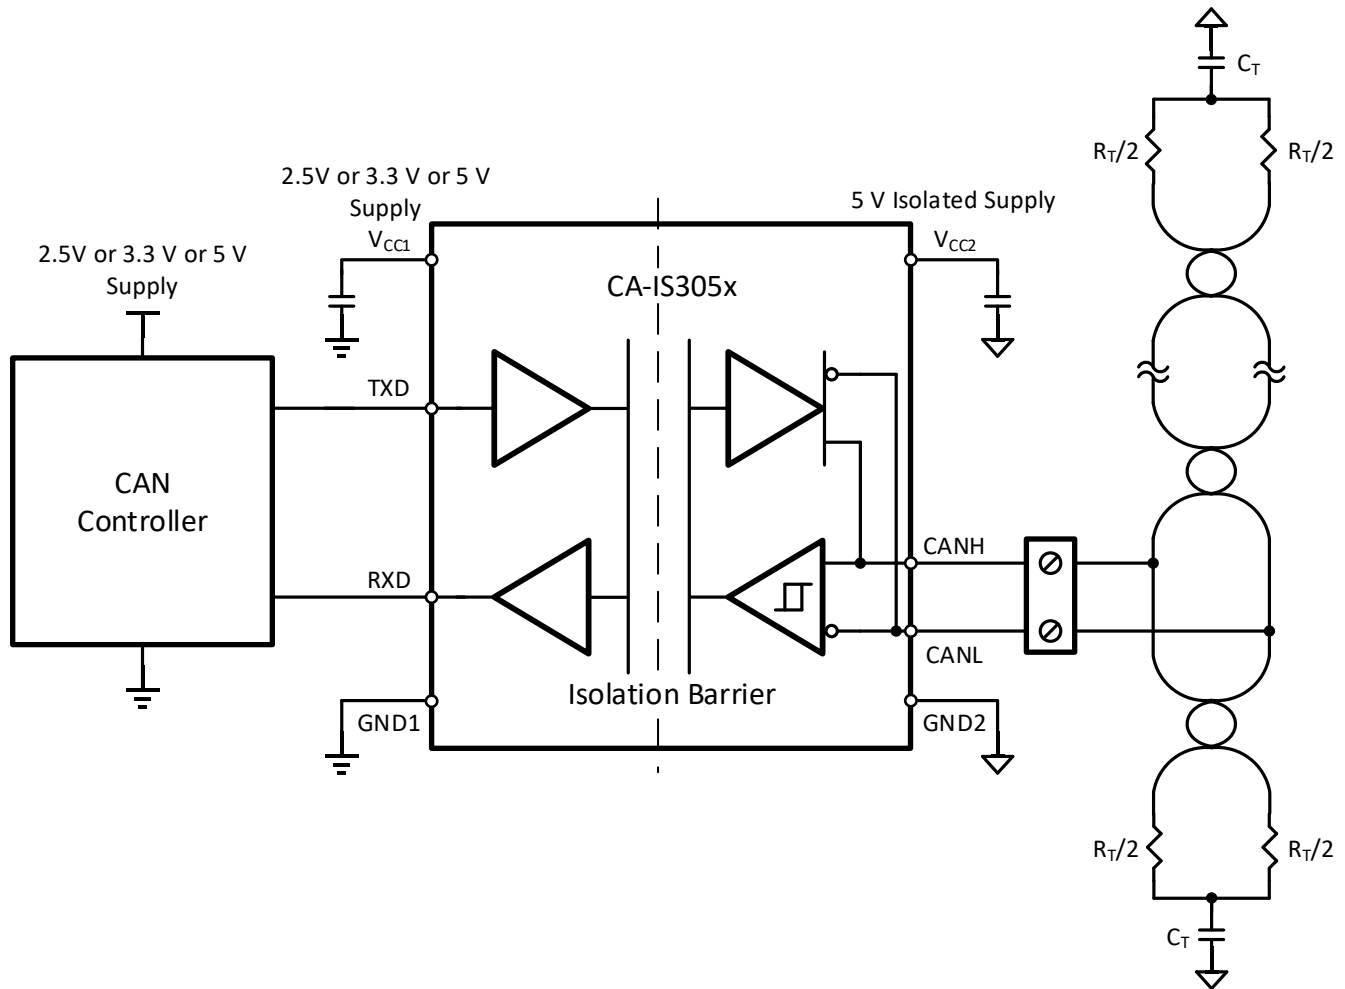 C_T
R_T/2
R_T/2
2.5V or 3.3 V or 5 V
Supply
V_CC1
5 V Isolated Supply
V_CC2
2.5V or 3.3 V or 5 V
Supply
CA-IS305x
TXD
CAN
Controller
CANH
RXD
CANL
Isolation Barrier
GND1
GND2
R_T/2
R_T/2
C_T